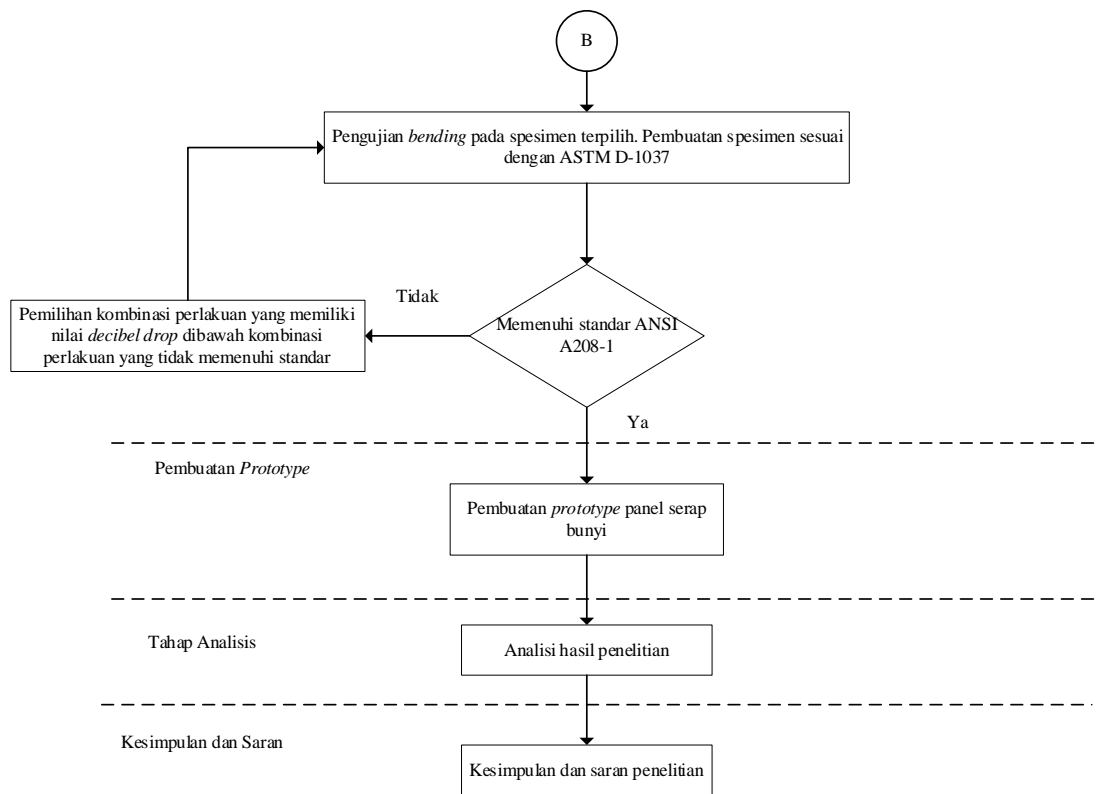 B
Pengujian bending pada spesimen terpilih. Pembuatan spesimen sesuai
dengan ASTM D-1037
Tidak
Pemilihan kombinasi perlakuan yang memiliki
nilai decibel drop dibawah kombinasi
perlakuan yang tidak memenuhi standar
Memenuhi standar ANSI
A208-1
Ya
Pembuatan Prototype
Pembuatan prototype panel serap
bunyi
Tahap Analisis
Analisi hasil penelitian
Kesimpulan dan Saran
Kesimpulan dan saran penelitian